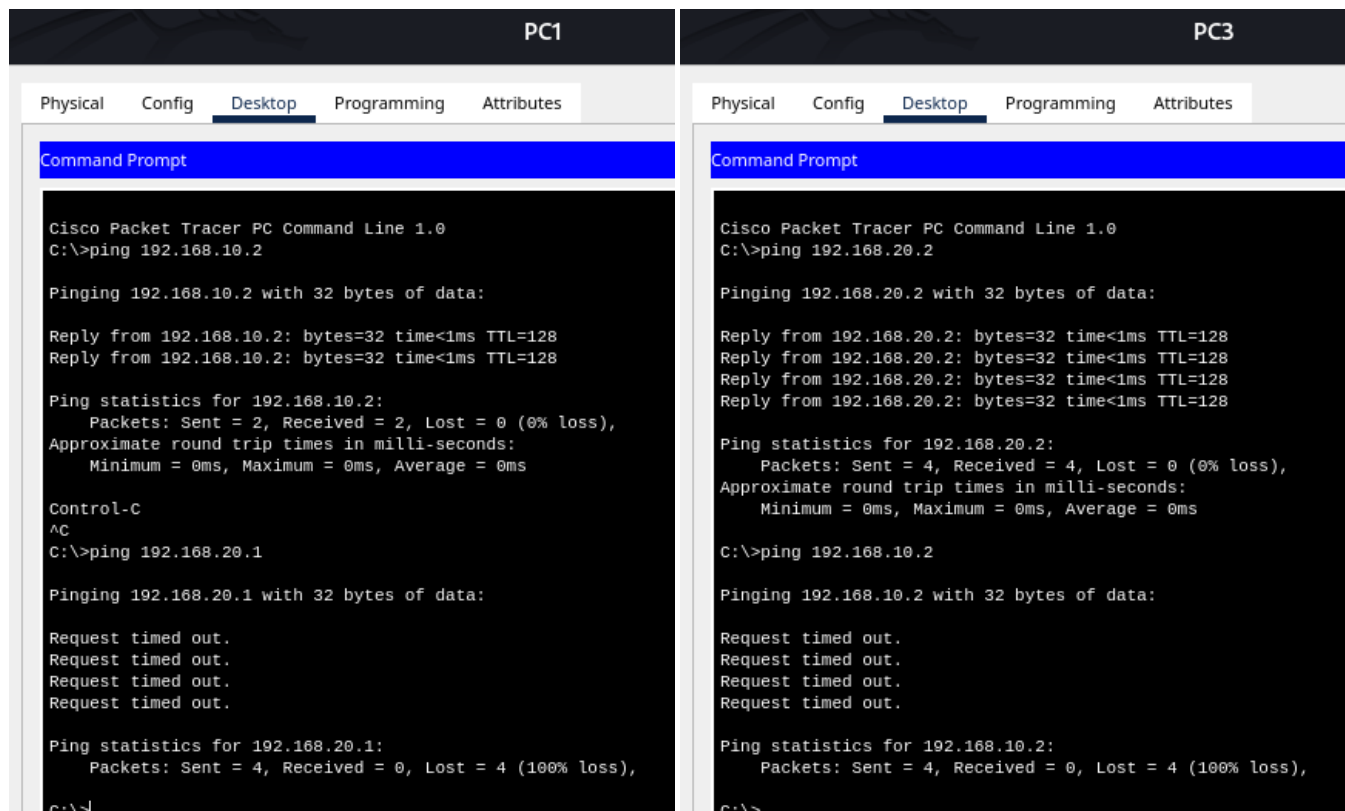 PC1
Physical Config Desktop Programming Attributes
Command Prompt
Cisco Packet Tracer PC Command Line 1.0
C:\>ping 192.168.10.2
Pinging 192.168.10.2 with 32 bytes of data:
Reply from 192.168.10.2: bytes=32 time<1ms TTL=128
Reply from 192.168.10.2: bytes=32 time<1ms TTL=128
Ping statistics for 192.168.10.2:
Packets: Sent = 2, Received = 2, Lost = 0 (0% loss),
Approximate round trip times in milli-seconds:
Minimum = 0ms, Maximum = 0ms, Average = 0ms
Control-C
^C
C:\>ping 192.168.20.1
Pinging 192.168.20.1 with 32 bytes of data:
Request timed out.
Request timed out.
Request timed out.
Request timed out.
Ping statistics for 192.168.20.1:
Packets: Sent = 4, Received = 0, Lost = 4 (100% loss),
C:\>
PC3
Physical Config Desktop Programming Attributes
Command Prompt
Cisco Packet Tracer PC Command Line 1.0
C:\>ping 192.168.20.2
Pinging 192.168.20.2 with 32 bytes of data:
Reply from 192.168.20.2: bytes=32 time<1ms TTL=128
Reply from 192.168.20.2: bytes=32 time<1ms TTL=128
Reply from 192.168.20.2: bytes=32 time<1ms TTL=128
Reply from 192.168.20.2: bytes=32 time<1ms TTL=128
Ping statistics for 192.168.20.2:
Packets: Sent = 4, Received = 4, Lost = 0 (0% loss),
Approximate round trip times in milli-seconds:
Minimum = 0ms, Maximum = 0ms, Average = 0ms
C:\>ping 192.168.10.2
Pinging 192.168.10.2 with 32 bytes of data:
Request timed out.
Request timed out.
Request timed out.
Request timed out.
Ping statistics for 192.168.10.2:
Packets: Sent = 4, Received = 0, Lost = 4 (100% loss),
C:\>